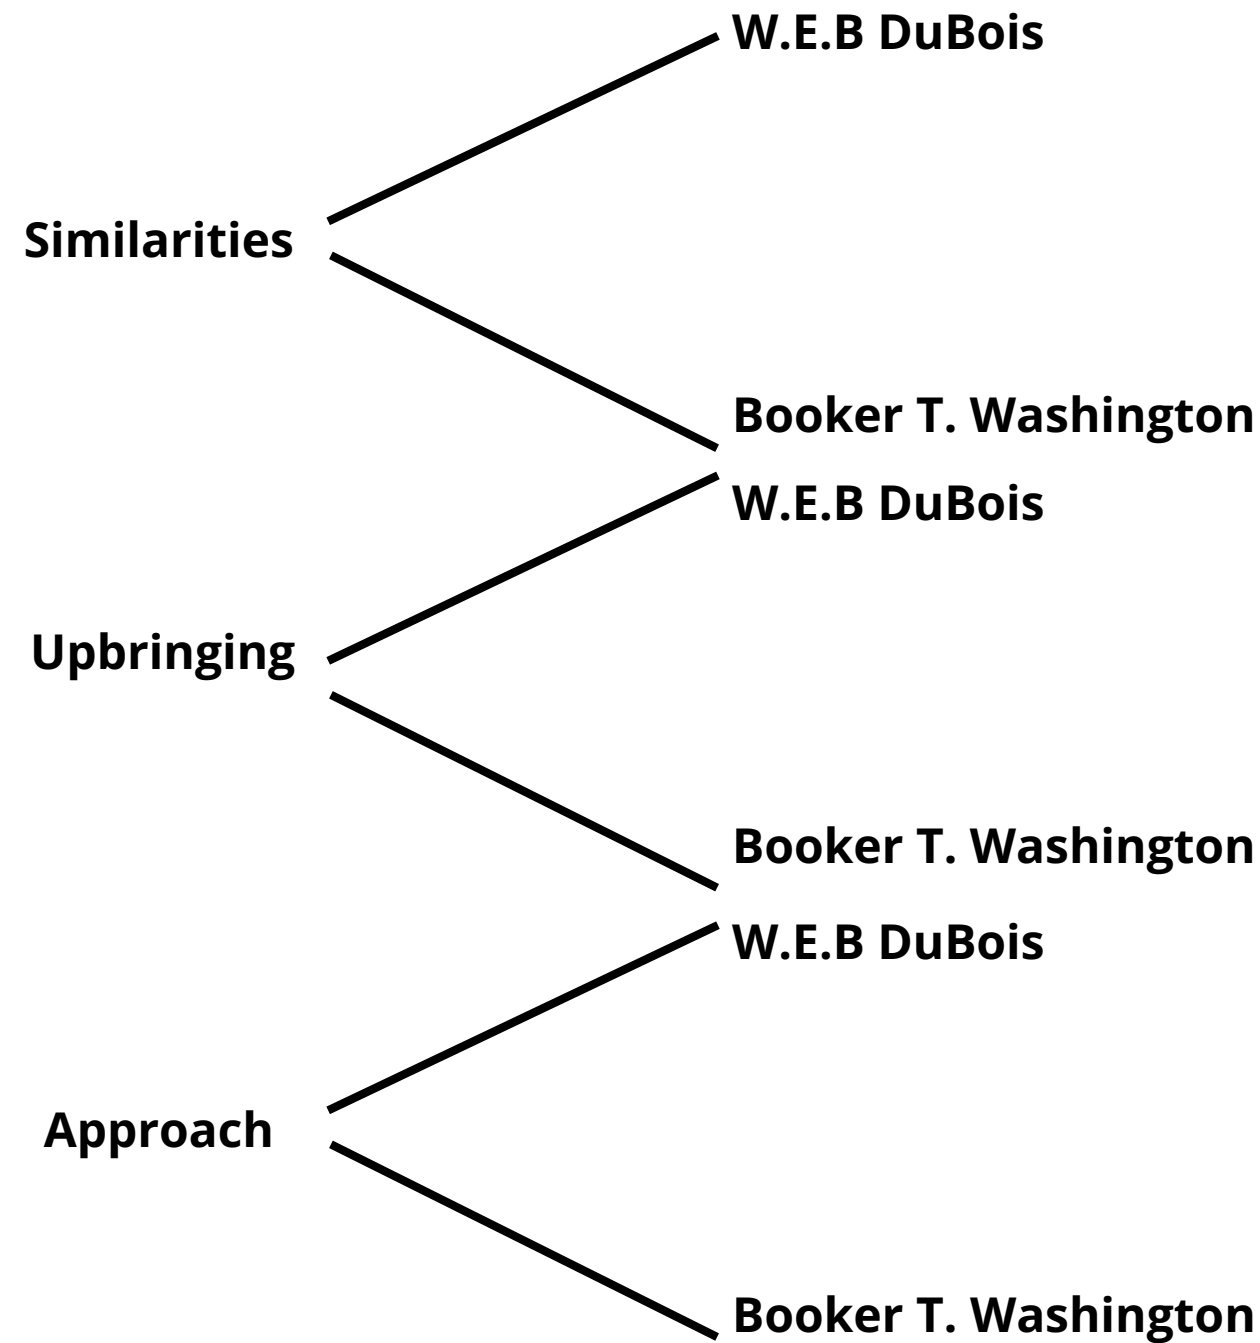 W.E.B DuBois
Similarities
Booker T. Washington
W.E.B DuBois
Upbringing
Booker T. Washington
W.E.B DuBois
Approach
Booker T. Washington